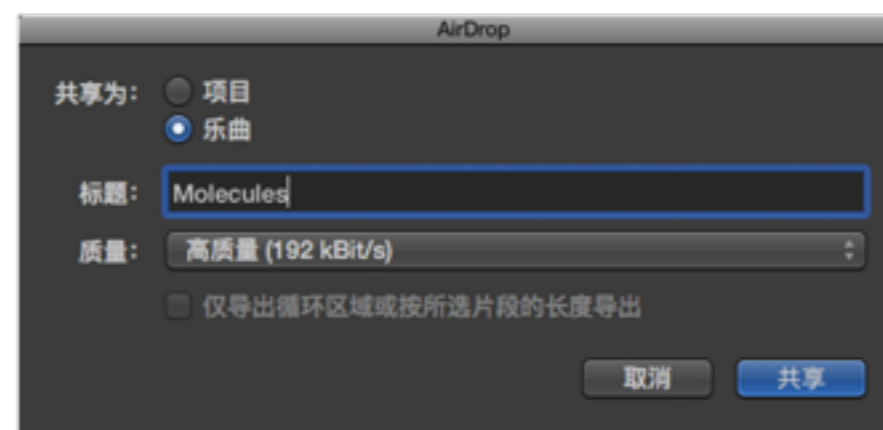 AirDrop
共享为: 项目
乐曲
标题: Molecules
质量: 高质量 (192 kBit/s)
仅导出循环区域或按所选片段的长度导出
取消 共享